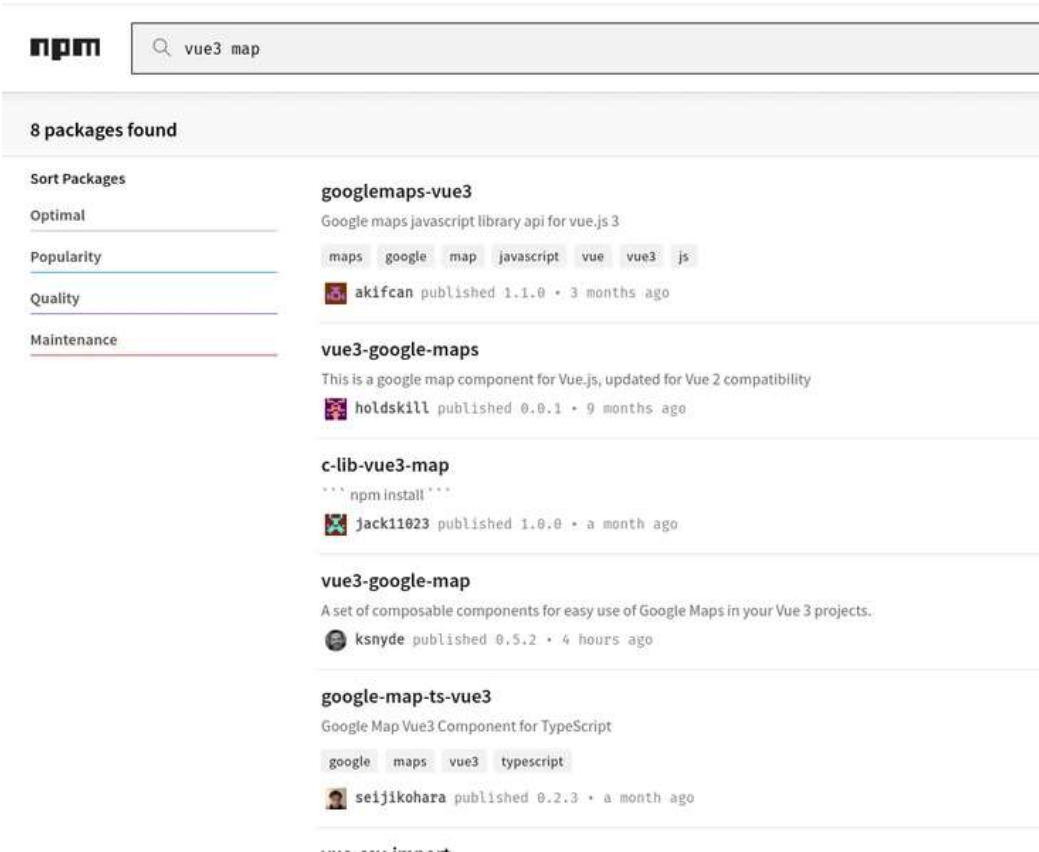 npm
vue3 map
8 packages found
Sort Packages
Optimal
Popularity
Quality
Maintenance
googlemaps-vue3
Google maps javascript library api for vue.js 3
maps google map javascript vue vue3 js
akifcan published 1.1.0 • 3 months ago
vue3-google-maps
This is a google map component for Vue.js, updated for Vue 2 compatibility
holdskill published 0.0.1 • 9 months ago
c-lib-vue3-map
``` npm install ```
jack11023 published 1.0.0 • a month ago
vue3-google-map
A set of composable components for easy use of Google Maps in your Vue 3 projects.
ksnyde published 0.5.2 • 4 hours ago
google-map-ts-vue3
Google Map Vue3 Component for TypeScript
google maps vue3 typescript
seijikohara published 0.2.3 • a month ago